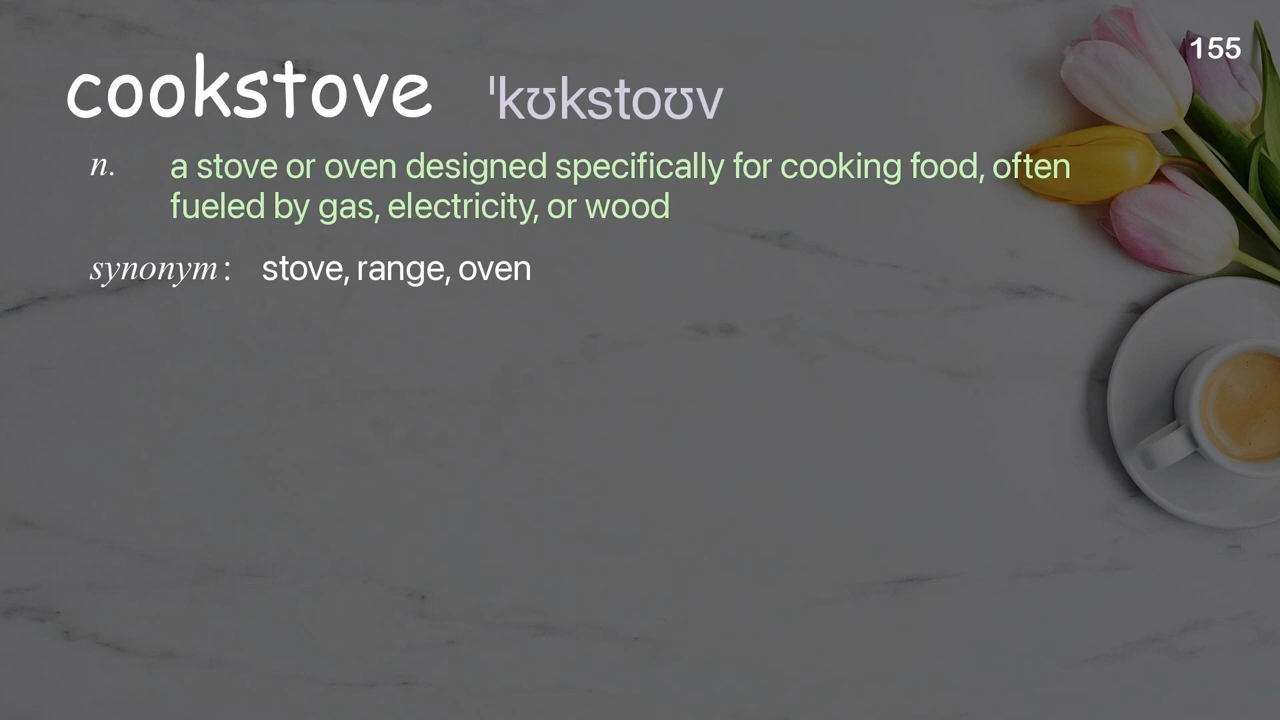 155
cookstove ˈkʊkstoʊv
n. a stove or oven designed specifically for cooking food, often
fueled by gas, electricity, or wood
synonym: stove, range, oven